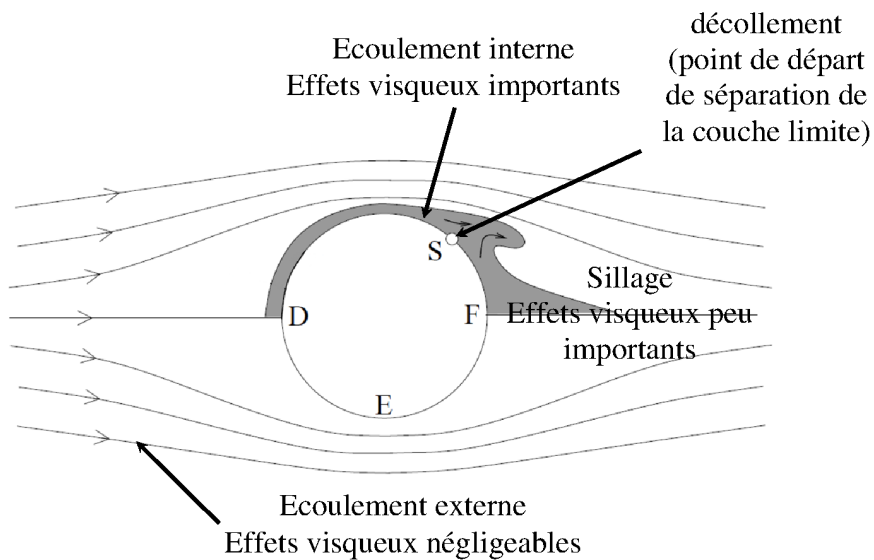 décollement
(point de départ
de séparation de
la couche limite)
Ecoulement interne
Effets visqueux importants
S
D
F
E
Sillage
Effets visqueux peu
importants
Ecoulement externe
Effets visqueux négligeables